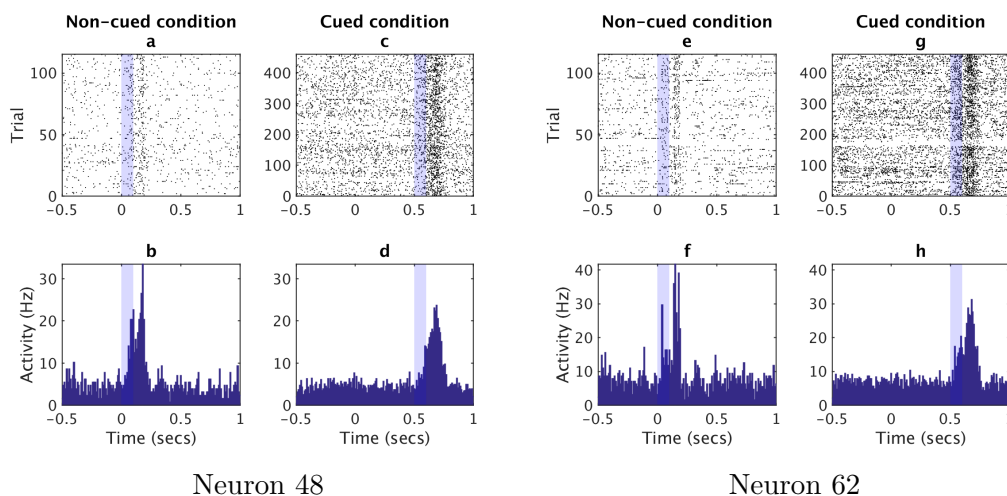 Non-cued condition
Cued condition
Non-cued condition
Cued condition
a
c
e
g
Trial
100
50
0
400
300
200
100
0
Trial
100
50
0
400
300
200
100
0
−0.5 0 0.5 1
−0.5 0 0.5 1
−0.5 0 0.5 1
−0.5 0 0.5 1
b
d
f
h
Activity (Hz)
30
20
10
0
30
20
10
0
Activity (Hz)
40
30
20
10
0
40
30
20
10
0
−0.5 0 0.5 1
−0.5 0 0.5 1
−0.5 0 0.5 1
−0.5 0 0.5 1
Time (secs)
Time (secs)
Time (secs)
Time (secs)
Neuron 48
Neuron 62